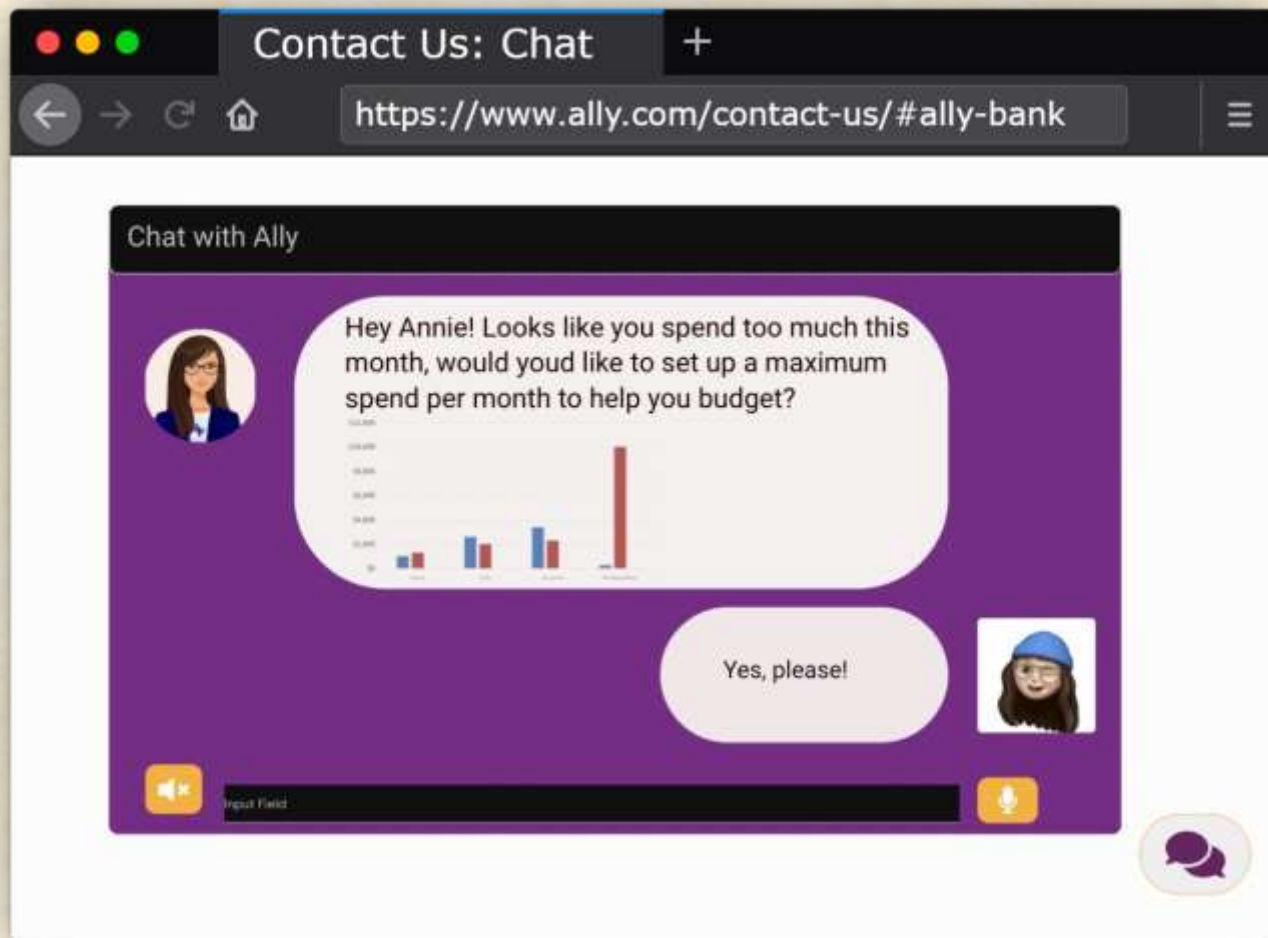 Contact Us: Chat
https://www.ally.com/contact-us/#ally-bank
Chat with Ally
Hey Annie! Looks like you spend too much this
month, would youd like to set up a maximum
spend per month to help you budget?
$0
Yes, please!
Input Field